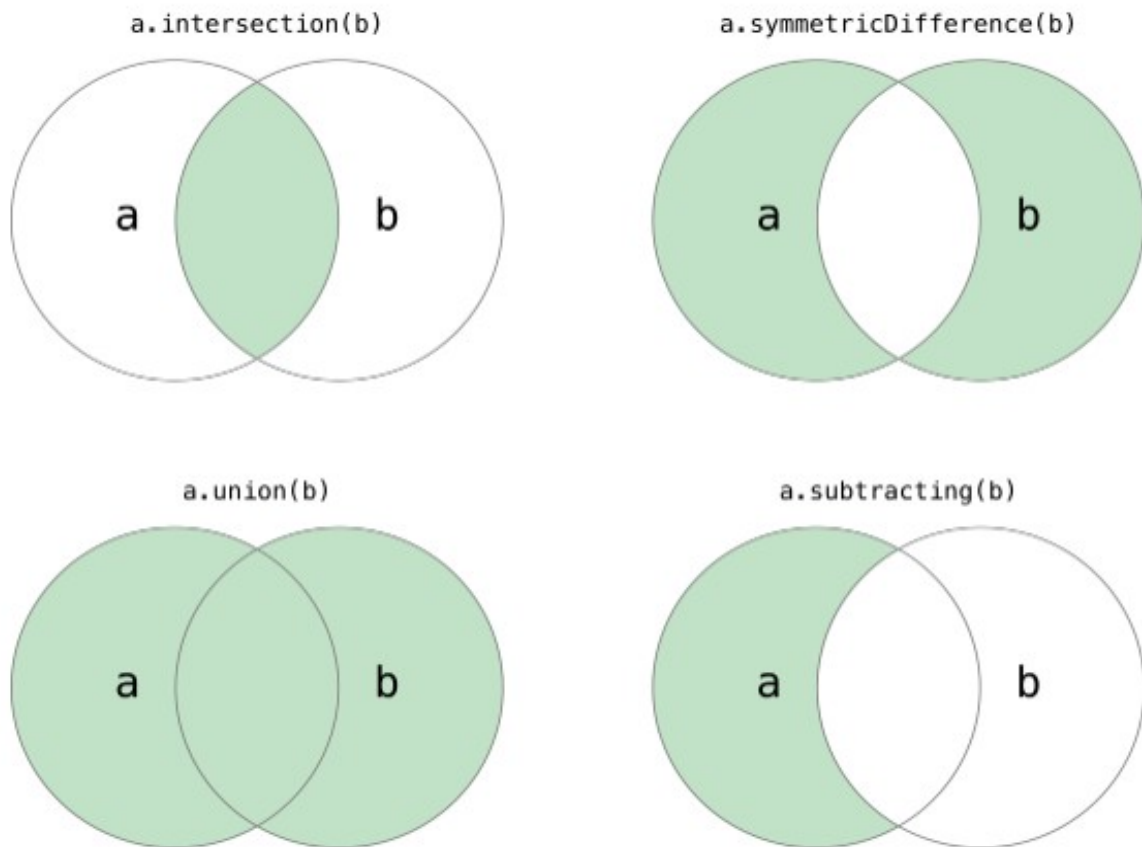 a.intersection(b)
a
b
a.symmetricDifference(b)
a
b
a.union(b)
a
b
a.subtracting(b)
a
b